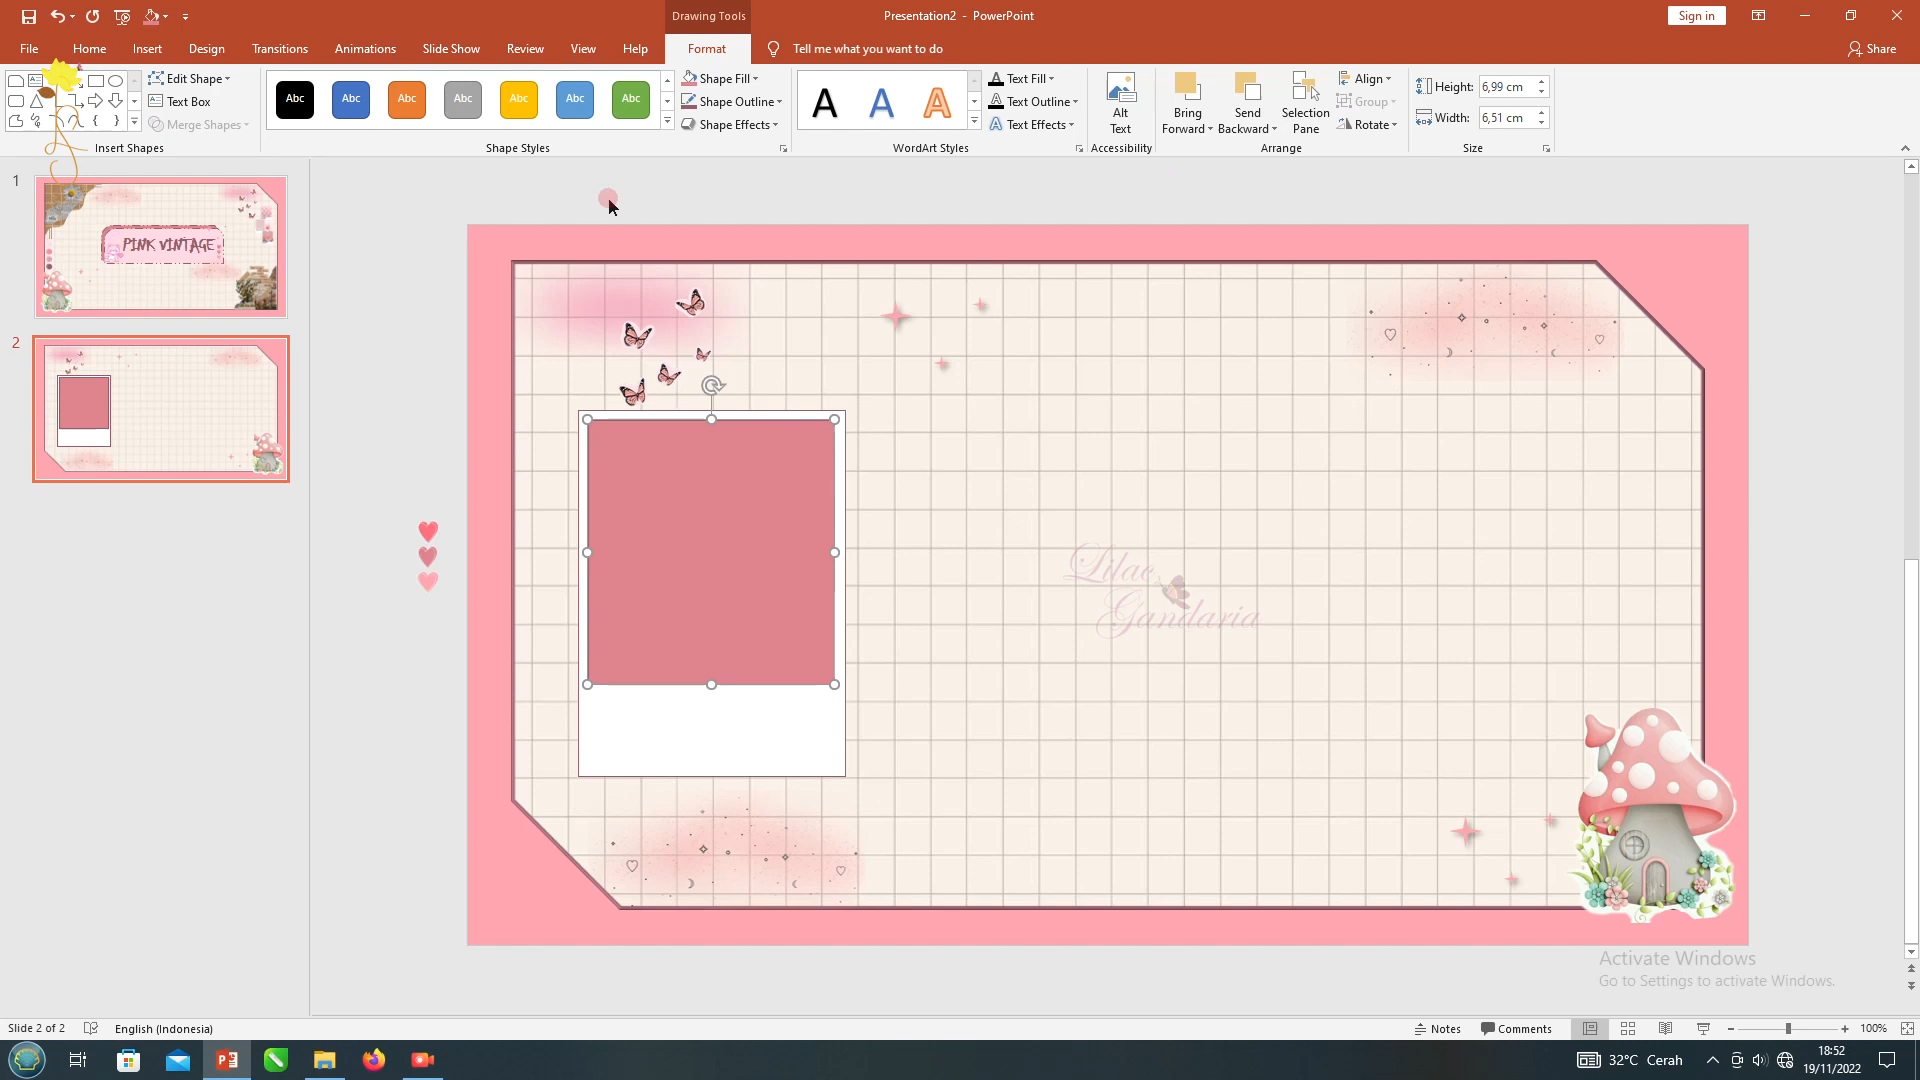 Drawing Tools
Presentation2 - PowerPoint
Sign in
File Home Insert Design Transitions Animations Slide Show Review View Help Format Tell me what you want to do Share
Edit Shape
Text Box
Merge Shapes
Insert Shapes
Abc Abc Abc Abc Abc Abc Abc
Shape Fill
Shape Outline
Shape Effects
Shape Styles
A A A
Text Fill
Text Outline
Text Effects
WordArt Styles
Alt Text
Accessibility
Bring Forward
Send Backward
Selection Pane
Align
Group
Rotate
Arrange
Height: 6,99 cm
Width: 6,51 cm
Size
1
PINK VINTAGE
2
Lilac
Gandaria
Activate Windows
Go to Settings to activate Windows.
Slide 2 of 2 English (Indonesia) Notes Comments 100%
32°C Cerah
18:52
19/11/2022